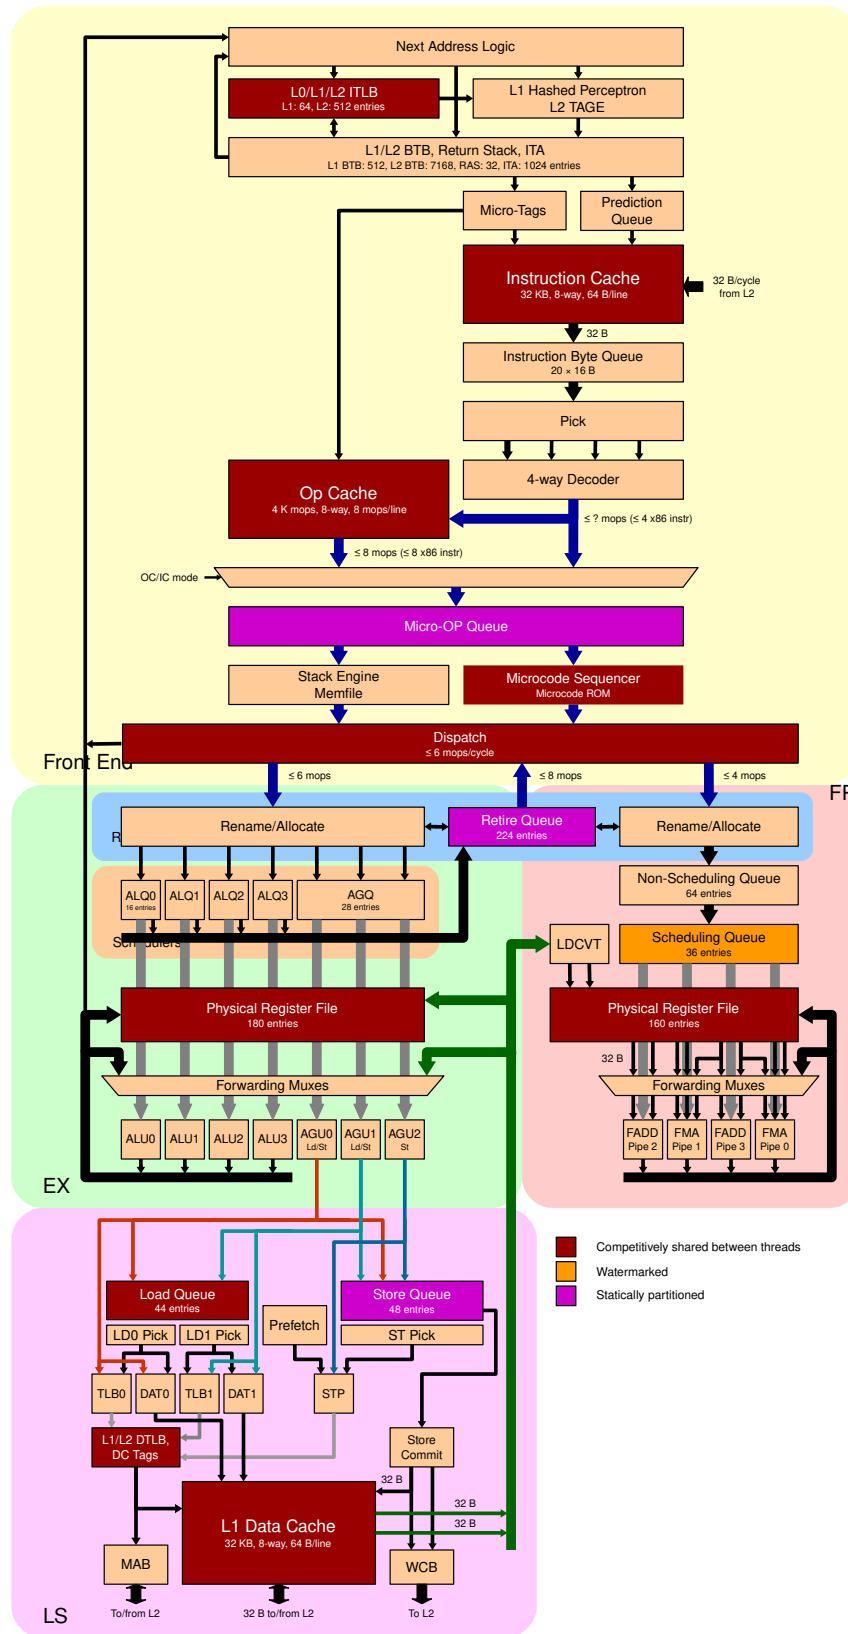 Next Address Logic
L0/L1/L2 ITLB
L1: 64, L2: 512 entries
L1 Hashed Perceptron
L2 TAGE
L1/L2 BTB, Return Stack, ITA
L1 BTB: 512, L2 BTB: 7168, RAS: 32, ITA: 1024 entries
Micro-Tags
Prediction
Queue
Instruction Cache
32 KB, 8-way, 64 B/line
32 B/cycle
from L2
32 B
Instruction Byte Queue
20 × 16 B
Pick
4-way Decoder
Op Cache
4 K mops, 8-way, 8 mops/line
≤ ? mops (≤ 4 x86 instr)
≤ 8 mops (≤ 8 x86 instr)
OC/IC mode
Micro-OP Queue
Stack Engine
Memfile
Microcode Sequencer
Microcode ROM
Dispatch
≤ 6 mops/cycle
Front End
≤ 6 mops
≤ 8 mops
≤ 4 mops
Rename/Allocate
Retire Queue
224 entries
Rename/Allocate
ALQ0
16 entries
ALQ1
ALQ2
ALQ3
AGQ
28 entries
Non-Scheduling Queue
64 entries
Schedulers
LDCVT
Scheduling Queue
36 entries
Physical Register File
180 entries
Physical Register File
160 entries
32 B
Forwarding Muxes
Forwarding Muxes
ALU0
ALU1
ALU2
ALU3
AGU0
Ld/St
AGU1
Ld/St
AGU2
St
FADD
Pipe 2
FMA
Pipe 1
FADD
Pipe 3
FMA
Pipe 0
EX
Competitively shared between threads
Watermarked
Statically partitioned
Load Queue
44 entries
Store Queue
48 entries
Prefetch
LD0 Pick
LD1 Pick
ST Pick
TLB0
DAT0
TLB1
DAT1
STP
L1/L2 DTLB,
DC Tags
Store
Commit
32 B
L1 Data Cache
32 KB, 8-way, 64 B/line
32 B
32 B
MAB
WCB
To/from L2
32 B to/from L2
To L2
LS